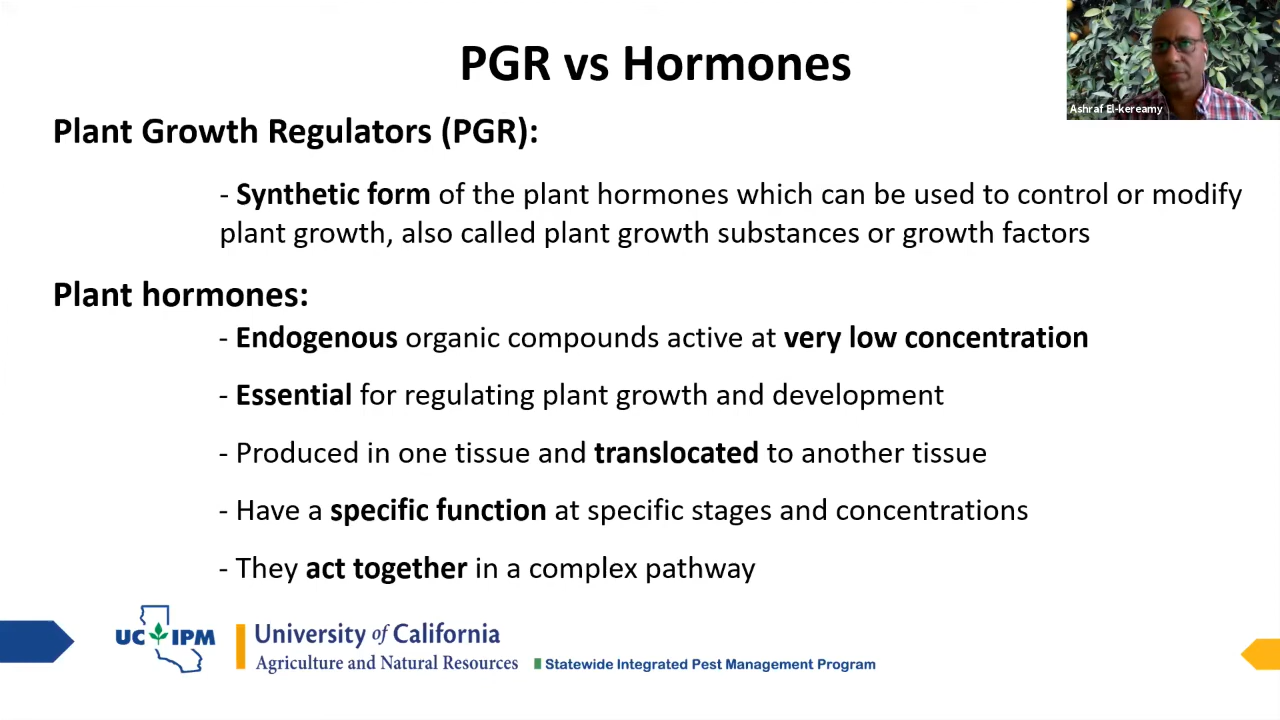 PGR vs Hormones
Ashraf El-kereamy
Plant Growth Regulators (PGR):
- Synthetic form of the plant hormones which can be used to control or modify
plant growth, also called plant growth substances or growth factors
Plant hormones:
- Endogenous organic compounds active at very low concentration
- Essential for regulating plant growth and development
- Produced in one tissue and translocated to another tissue
- Have a specific function at specific stages and concentrations
- They act together in a complex pathway
UC IPM
University of California
Agriculture and Natural Resources
Statewide Integrated Pest Management Program